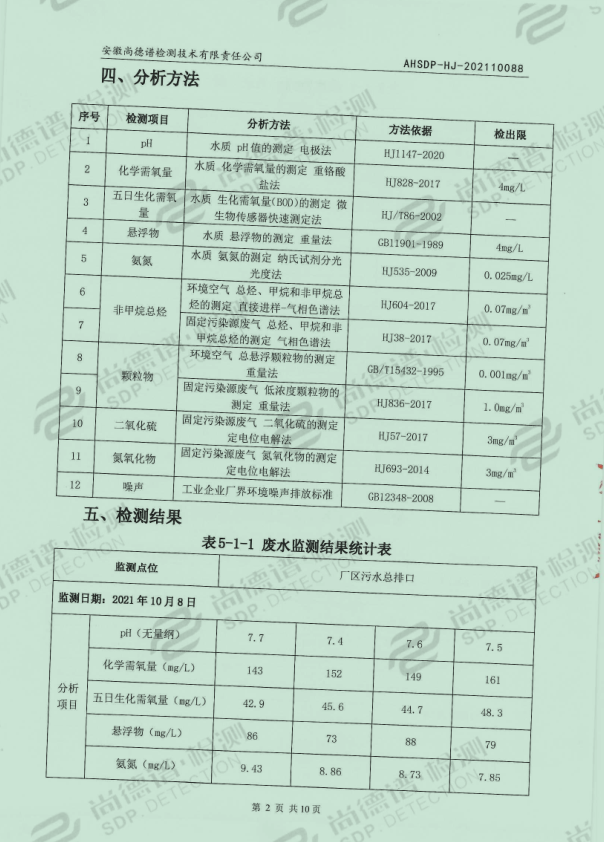 安徽尚德谱检测技术有限责任公司 AHSDP-HJ-202110088
四、分析方法
序号 检测项目 分析方法 方法依据 检出限
1 pH 水质 pH值的测定 电极法 HJ1147-2020 —
2 化学需氧量 水质 化学需氧量的测定 重铬酸
盐法 HJ828-2017 4mg/L
3 五日生化需氧
量 水质 生化需氧量(BOD)的测定 微
生物传感器快速测定法 HJ/T86-2002 —
4 悬浮物 水质 悬浮物的测定 重量法 GB11901-1989 4mg/L
5 氨氮 水质 氨氮的测定 纳氏试剂分光
光度法 HJ535-2009 0.025mg/L
6 非甲烷总烃 环境空气 总烃、甲烷和非甲烷总
烃的测定 直接进样-气相色谱法 HJ604-2017 0.07mg/m³
7 固定污染源废气 总烃、甲烷和非
甲烷总烃的测定 气相色谱法 HJ38-2017 0.07mg/m³
8 颗粒物 环境空气 总悬浮颗粒物的测定
重量法 GB/T15432-1995 0.001mg/m³
9 固定污染源废气 低浓度颗粒物的
测定 重量法 HJ836-2017 1.0mg/m³
10 二氧化硫 固定污染源废气 二氧化硫的测定
定电位电解法 HJ57-2017 3mg/m³
11 氮氧化物 固定污染源废气 氮氧化物的测定
定电位电解法 HJ693-2014 3mg/m³
12 噪声 工业企业厂界环境噪声排放标准 GB12348-2008 —
五、检测结果
表5-1-1 废水监测结果统计表
监测点位 厂区污水总排口
监测日期：2021年10月8日
分析
项目
pH（无量纲） 7.7 7.4 7.6 7.5
化学需氧量（mg/L） 143 152 149 161
五日生化需氧量（mg/L） 42.9 45.6 44.7 48.3
悬浮物（mg/L） 86 73 88 79
氨氮（mg/L） 9.43 8.86 8.73 7.85
第 2 页 共10页
尚德谱·检测
SDP.DETECTION